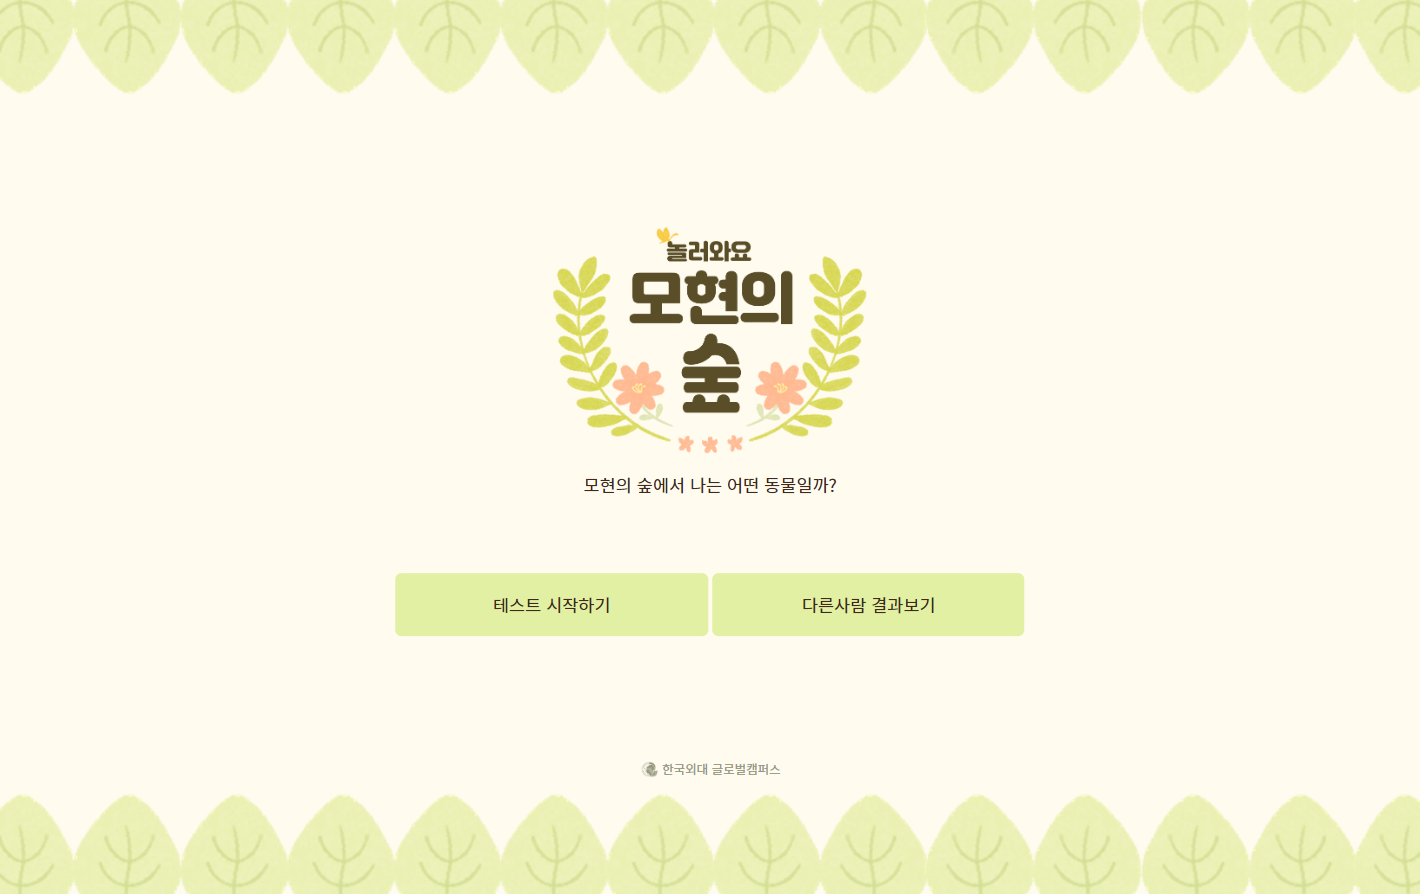 놀러와요
모현의
숲
모현의 숲에서 나는 어떤 동물일까?
테스트 시작하기
다른사람 결과보기
한국외대 글로벌캠퍼스